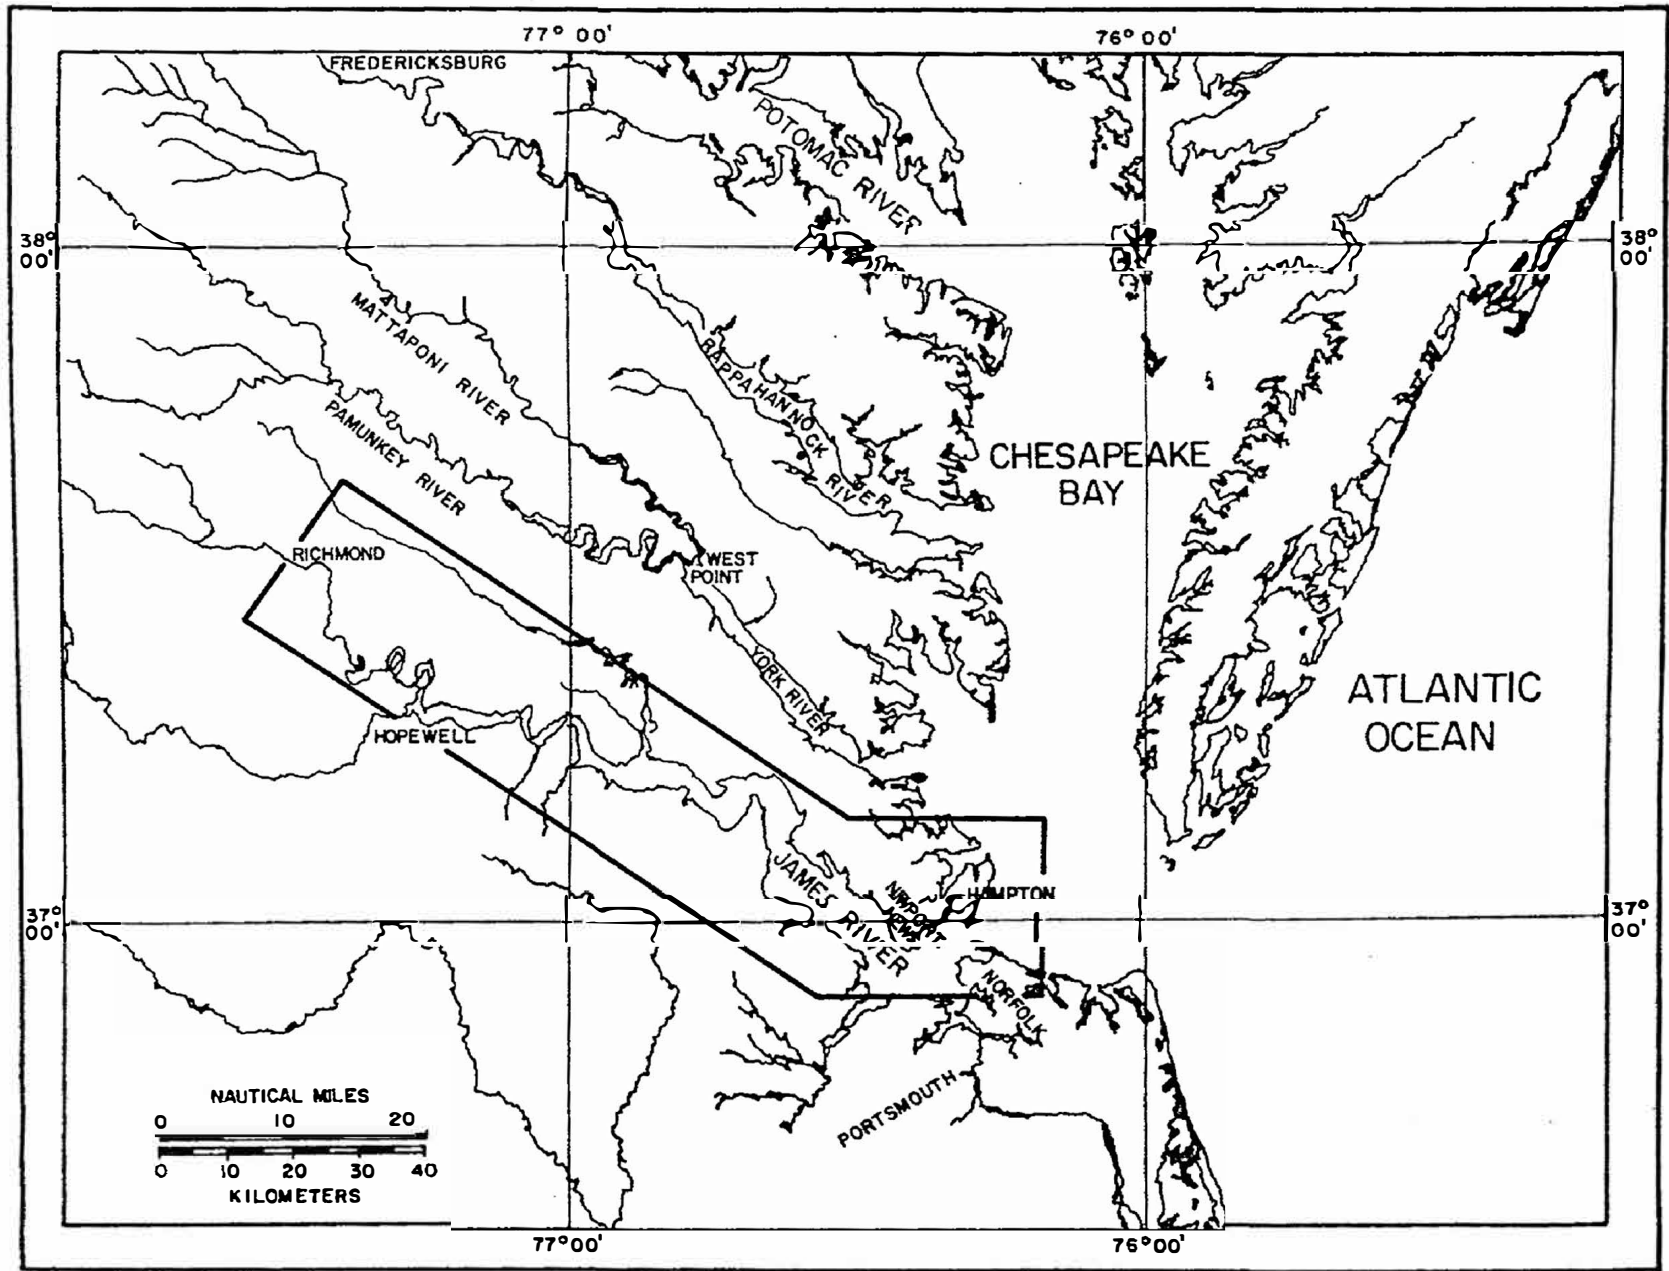 77° 00'
76° 00'
FREDERICKSBURG
POTOMAC RIVER
38°
00'
38°
00'
MATTAPONI RIVER
RAPPAHANNOCK
RIVER
PAMUNKEY
RIVER
CHESAPEAKE
BAY
RICHMOND
WEST
POINT
YORK RIVER
ATLANTIC
OCEAN
HOPEWELL
JAMES RIVER
NEWPORT
NEWS
HAMPTON
37°
00'
37°
00'
NORFOLK
PORTSMOUTH
NAUTICAL MILES
0 10 20
0 10 20 30 40
KILOMETERS
77°00'
76°00'